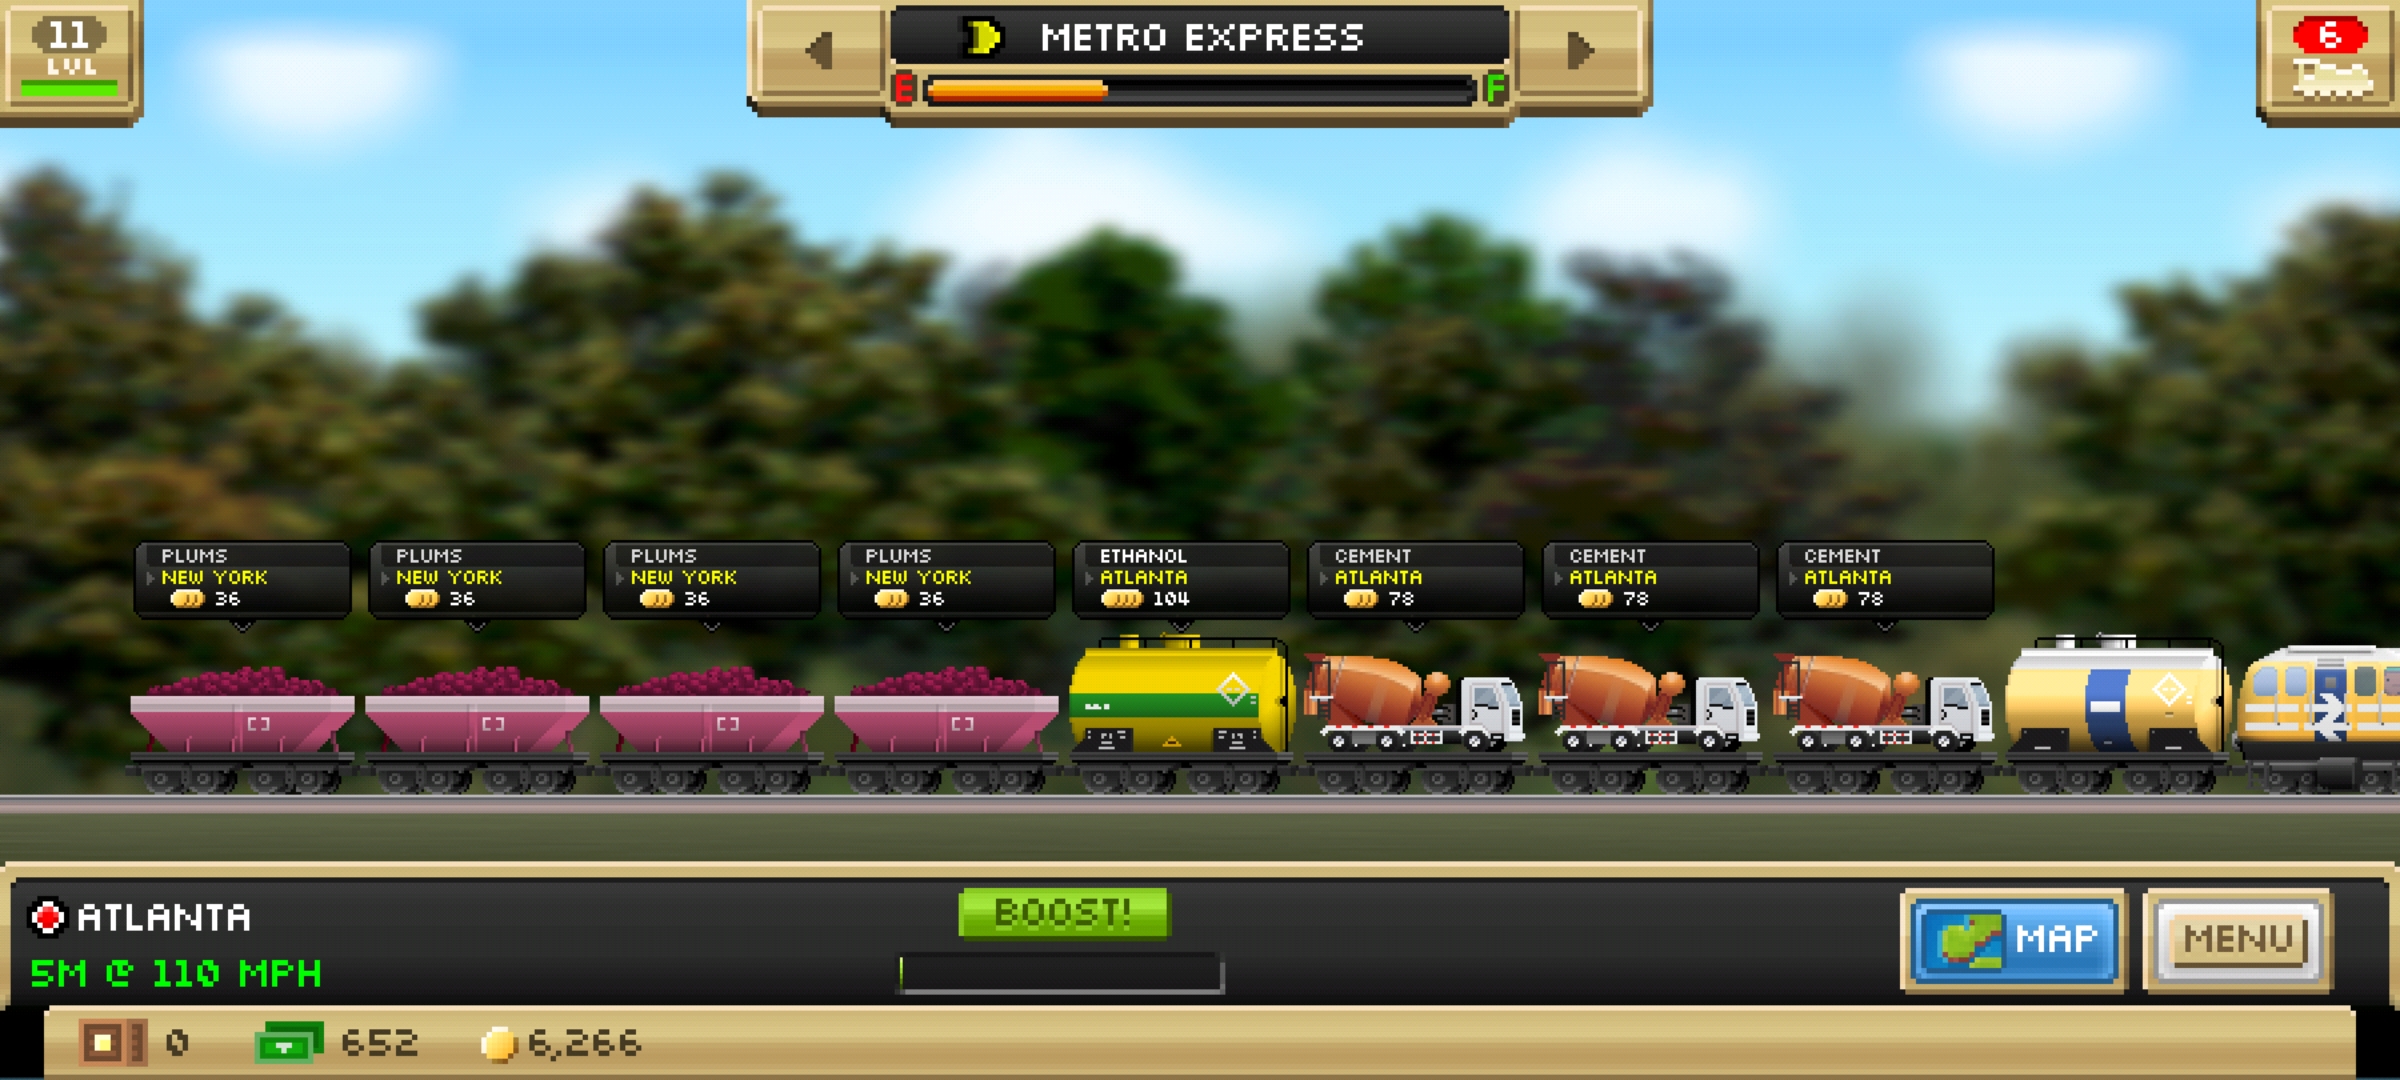 11
LVL
METRO EXPRESS
E
F
6
PLUMS
NEW YORK
36
PLUMS
NEW YORK
36
PLUMS
NEW YORK
36
PLUMS
NEW YORK
36
ETHANOL
ATLANTA
104
CEMENT
ATLANTA
78
CEMENT
ATLANTA
78
CEMENT
ATLANTA
78
ATLANTA
5M @ 110 MPH
BOOST!
MAP
MENU
0
652
6,266